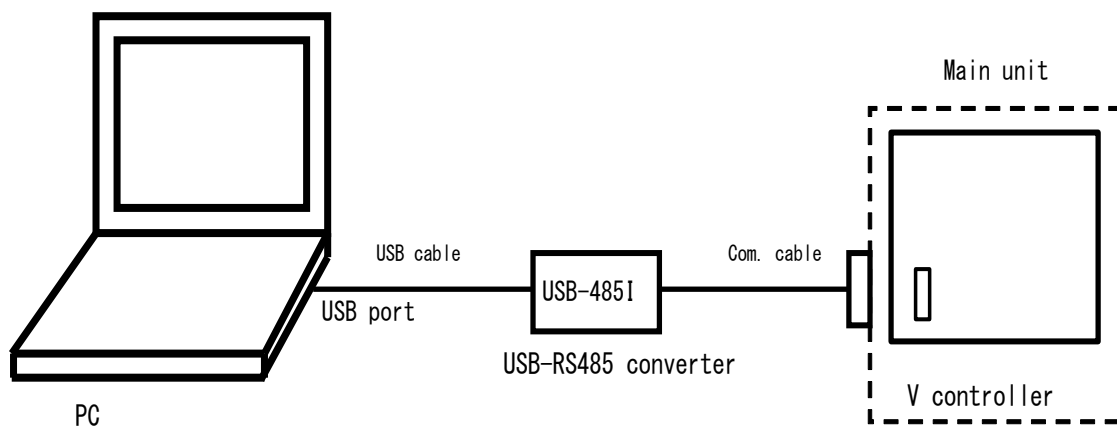 Main unit
USB cable
Com. cable
USB-485I
USB port
USB-RS485 converter
V controller
PC